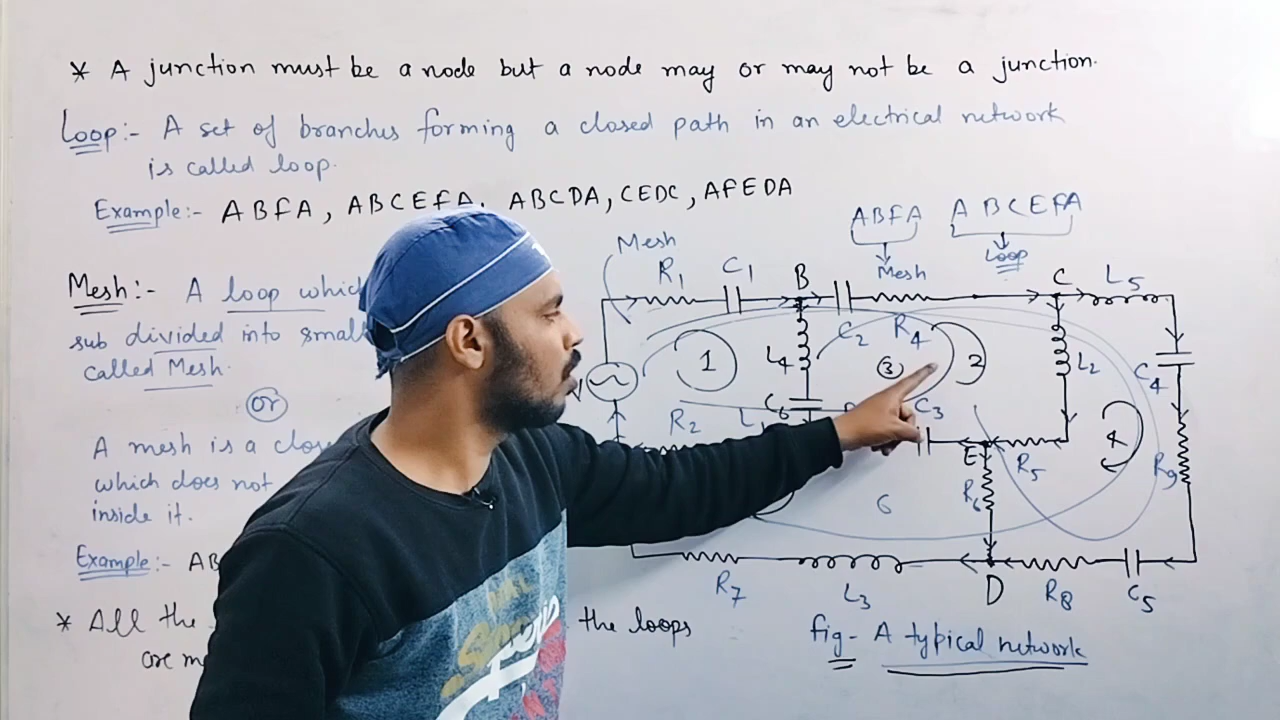 * A junction must be a node but a node may or may not be a junction.
Loop:- A set of branches forming a closed path in an electrical network
is called loop.
Example:- ABFA, ABCEFA, ABCDA, CEDC, AFEDA
Mesh:- A loop which
sub divided into small
called Mesh.
or
A mesh is a clos
which does not
inside it.
Example:- AB
* All the the loops
are m
ABFA ABCEFA
Mesh Loop
Mesh
R1 C1 B C L5
C2 R4
L4 1 3 2 L2 C4
R2 L1 C6 C3
E R5 4 R9
R6
6
R7 L3 D R8 C5
fig- A typical network